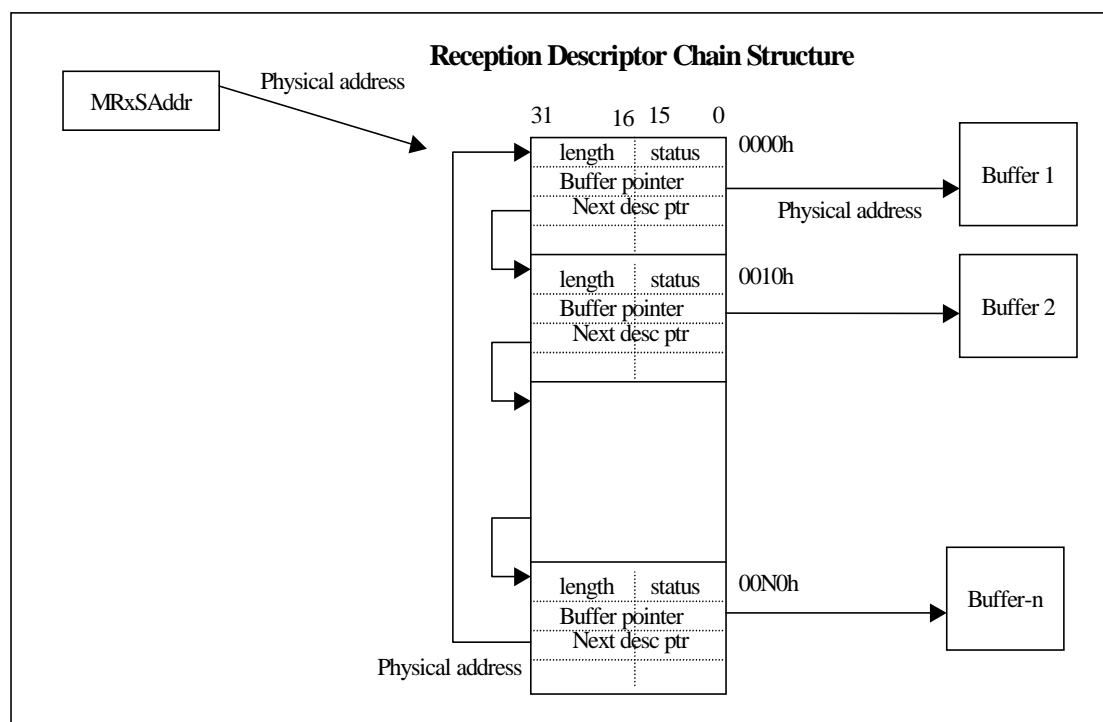 Reception Descriptor Chain Structure
MRxSAddr
Physical address
31 16 15 0
length status
0000h
Buffer pointer
Next desc ptr
Physical address
Buffer 1
length status
0010h
Buffer pointer
Next desc ptr
Buffer 2
length status
00N0h
Buffer pointer
Next desc ptr
Physical address
Buffer-n